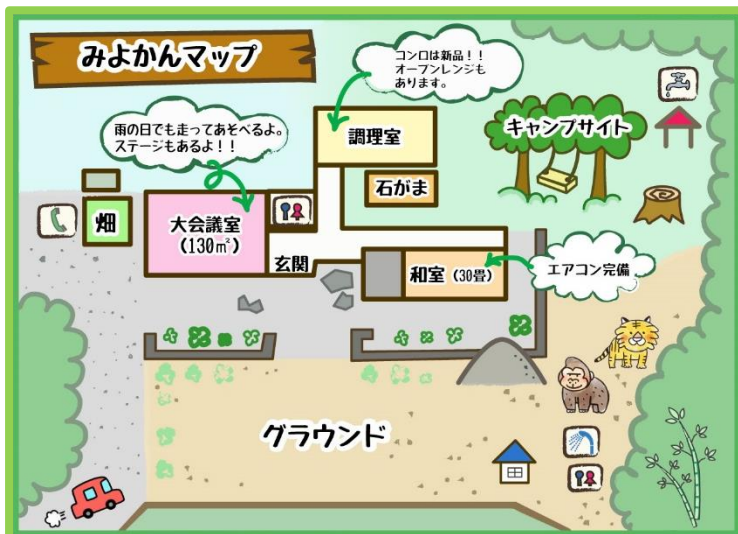 みよかんマップ
コンロは新品！！
オーブンレンジも
あります。
雨の日でも走ってあそべるよ。
ステージもあるよ！！
調理室
キャンプサイト
石がま
畑
大会議室
(130㎡)
玄関
和室 (30畳)
エアコン完備
グラウンド